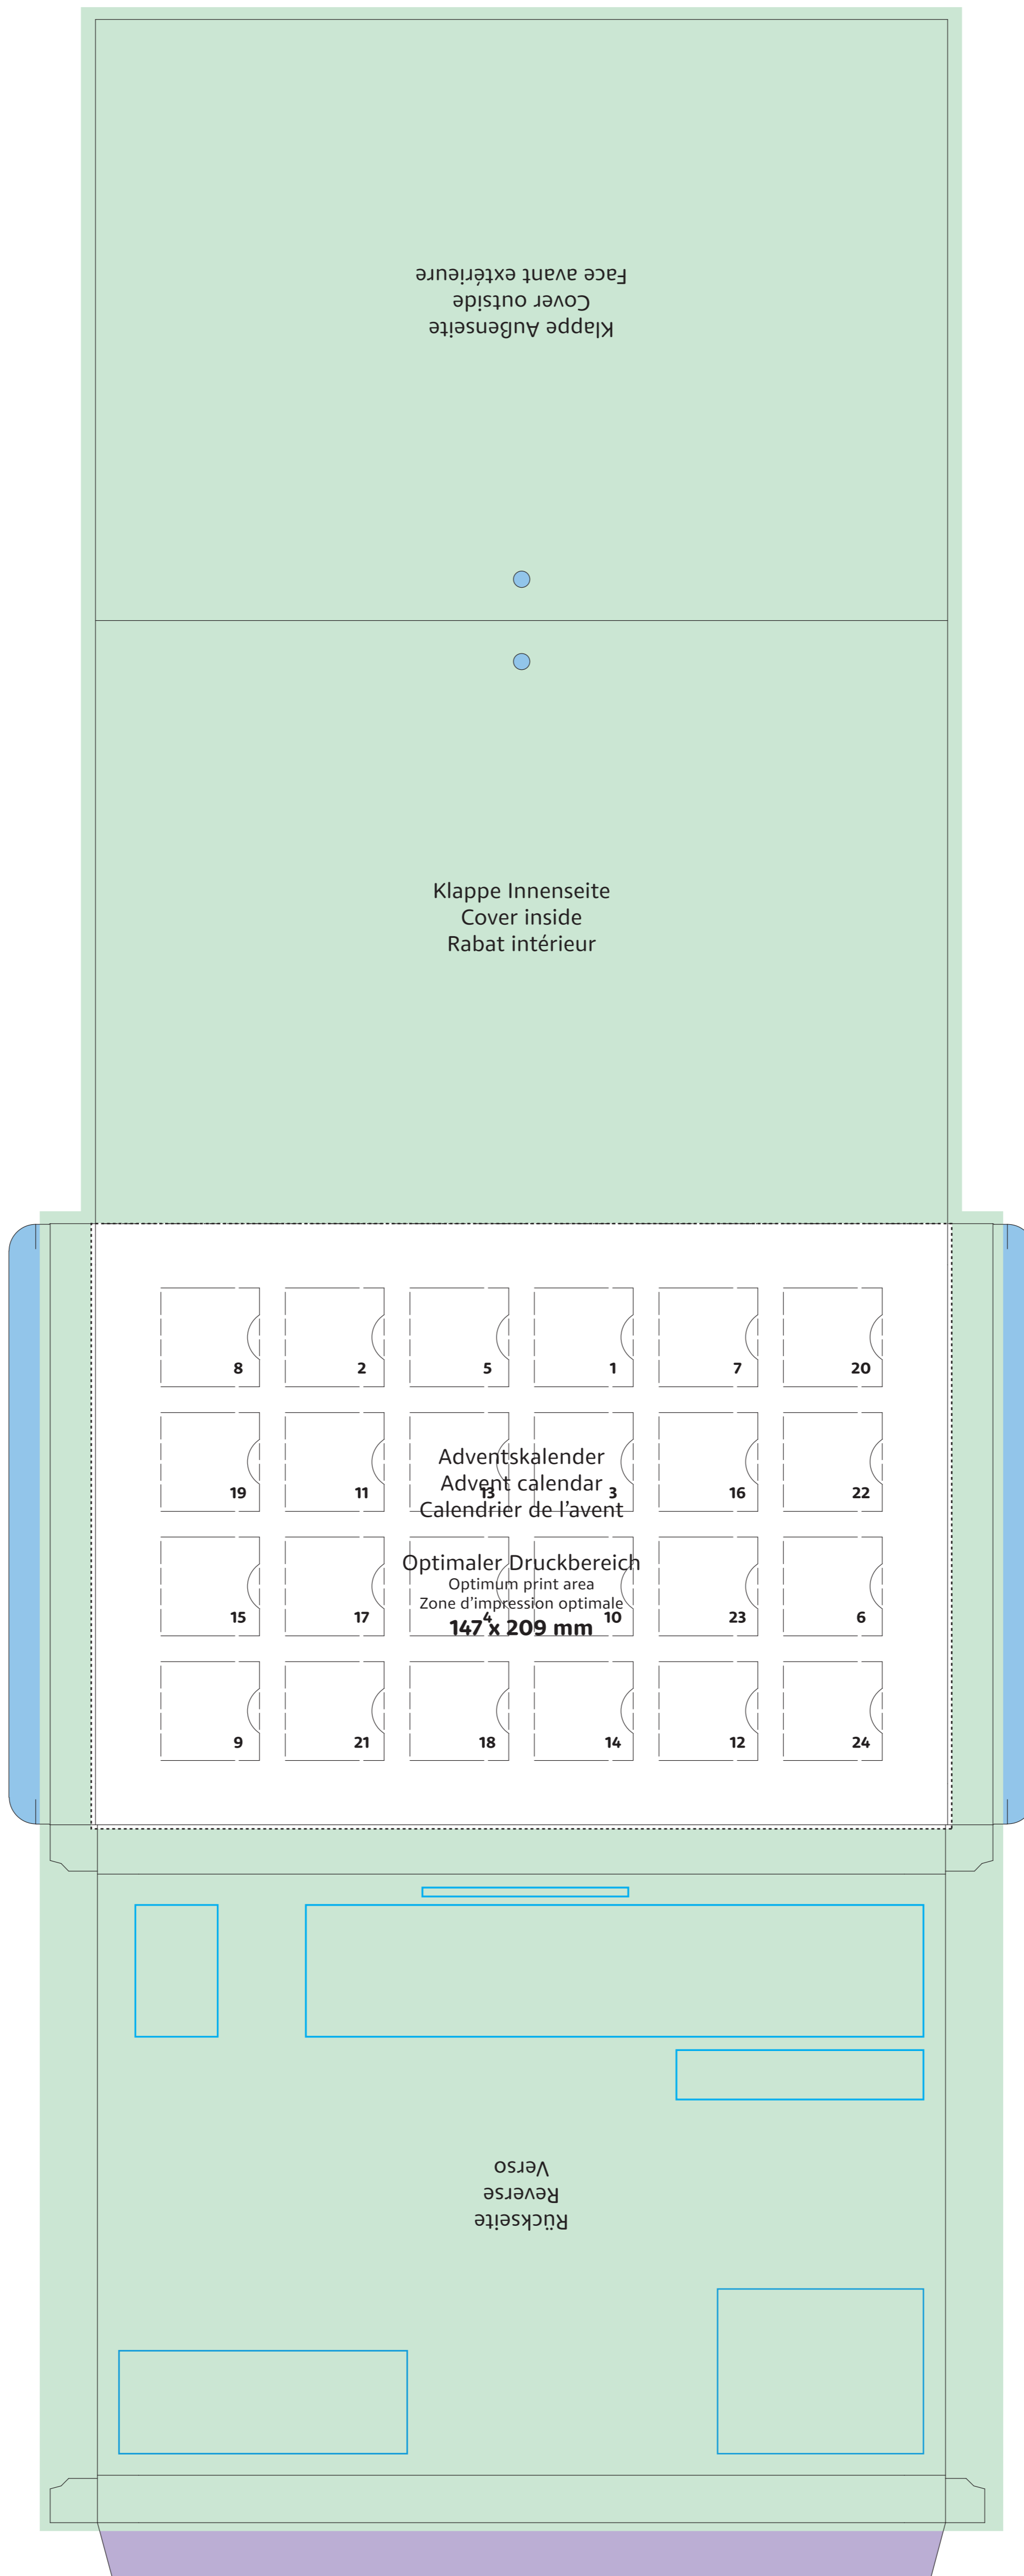 Klappe Außenseite
Cover outside
Face avant extérieure
Klappe Innenseite
Cover inside
Rabat intérieur
8 2 5 1 7 20
Adventskalender
Advent calendar
19 11 13 3 16 22
Calendrier de l’avent
Optimaler Druckbereich
Optimum print area
Zone d’impression optimale
15 17 4 10 23 6
147 x 209 mm
9 21 18 14 12 24
Rückseite
Reverse
Verso